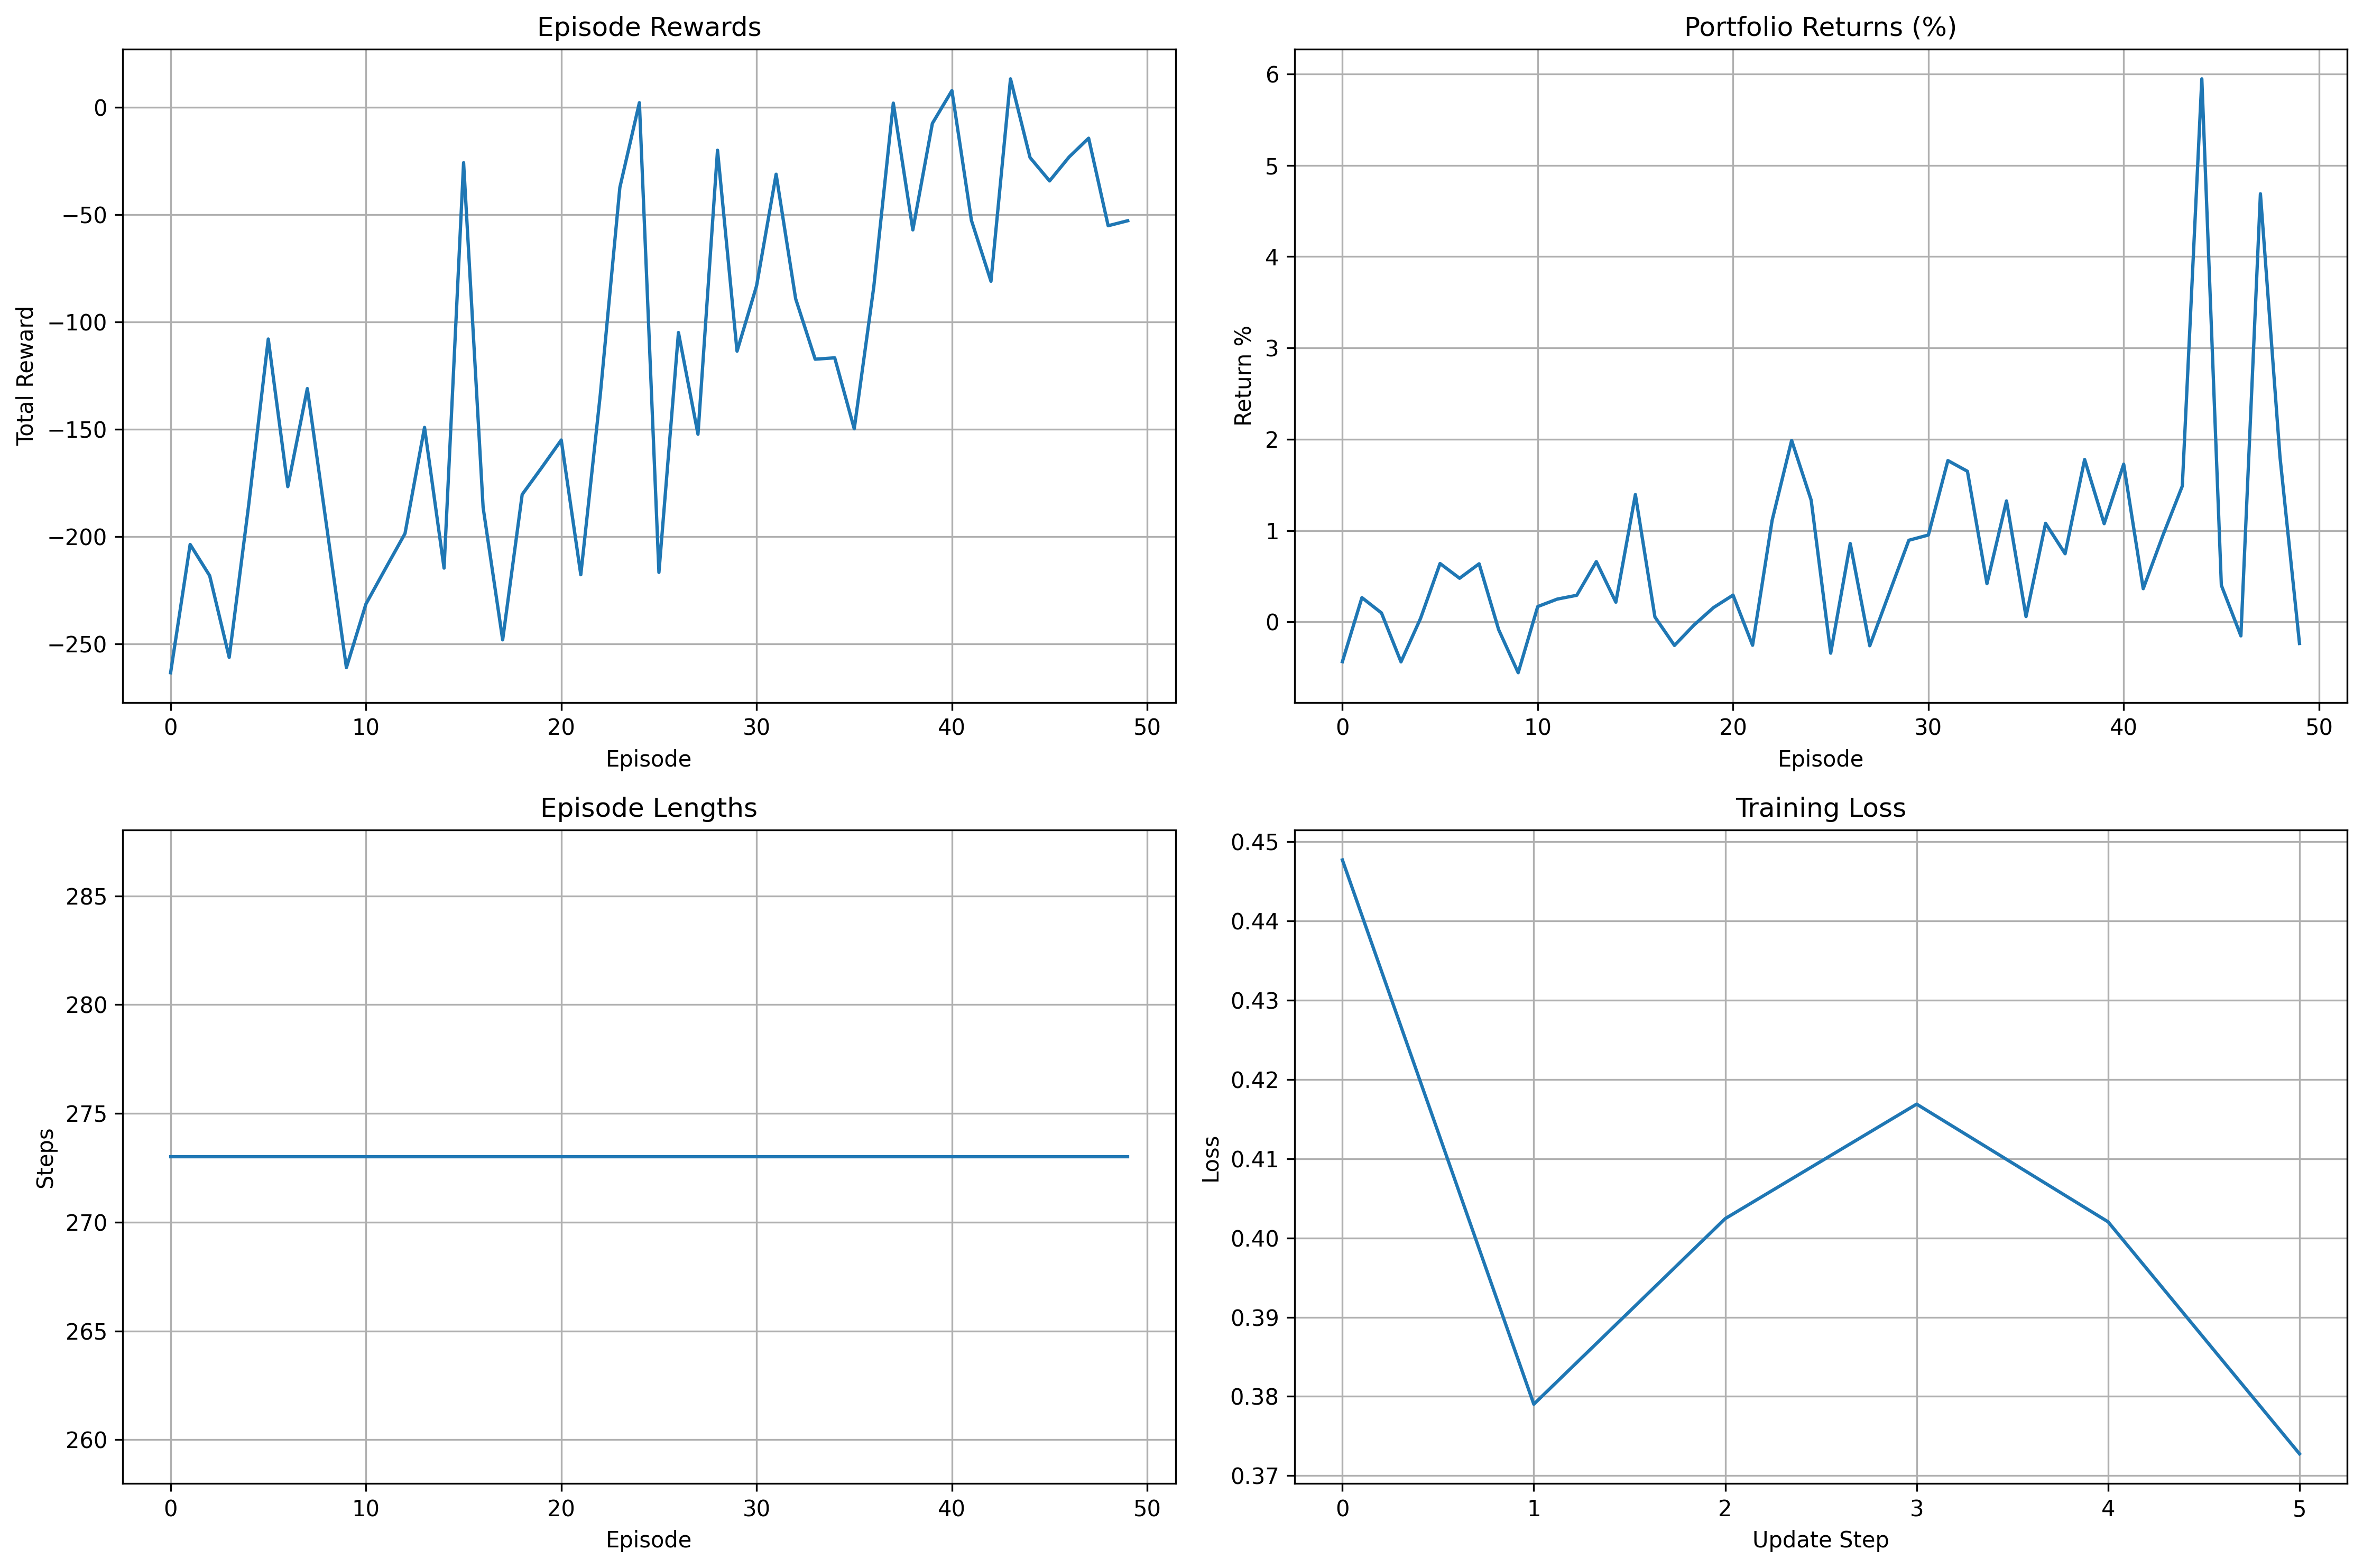 Episode Rewards
Total Reward
0
−50
−100
−150
−200
−250
0 10 20 30 40 50
Episode
Portfolio Returns (%)
Return %
6
5
4
3
2
1
0
0 10 20 30 40 50
Episode
Episode Lengths
Steps
285
280
275
270
265
260
0 10 20 30 40 50
Episode
Training Loss
Loss
0.45
0.44
0.43
0.42
0.41
0.40
0.39
0.38
0.37
0 1 2 3 4 5
Update Step